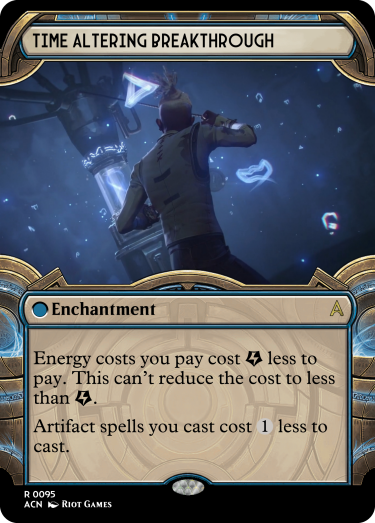 TIME ALTERING BREAKTHROUGH
Enchantment
Energy costs you pay cost less to
pay. This can't reduce the cost to less
than .
Artifact spells you cast cost 1 less to
cast.
R 0095
ACN Riot Games